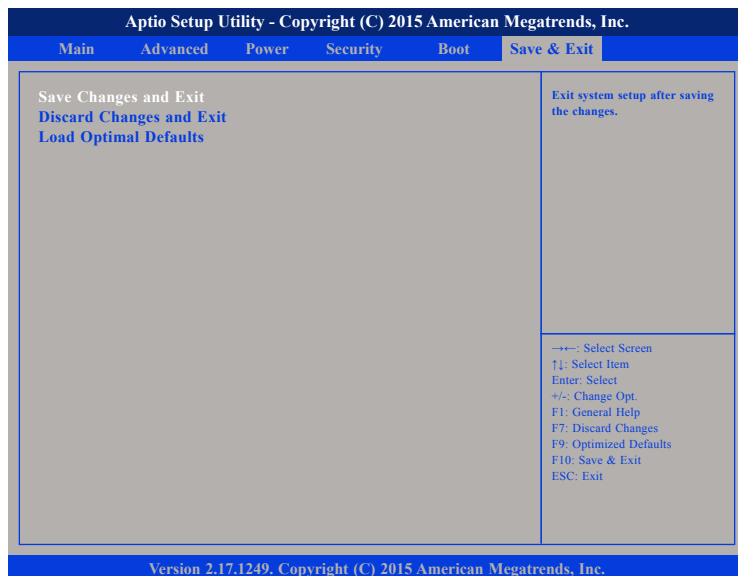 Aptio Setup Utility - Copyright (C) 2015 American Megatrends, Inc.
Main Advanced Power Security Boot Save & Exit
Save Changes and Exit
Discard Changes and Exit
Load Optimal Defaults
Exit system setup after saving
the changes.
→←: Select Screen
↑↓: Select Item
Enter: Select
+/-: Change Opt.
F1: General Help
F7: Discard Changes
F9: Optimized Defaults
F10: Save & Exit
ESC: Exit
Version 2.17.1249. Copyright (C) 2015 American Megatrends, Inc.